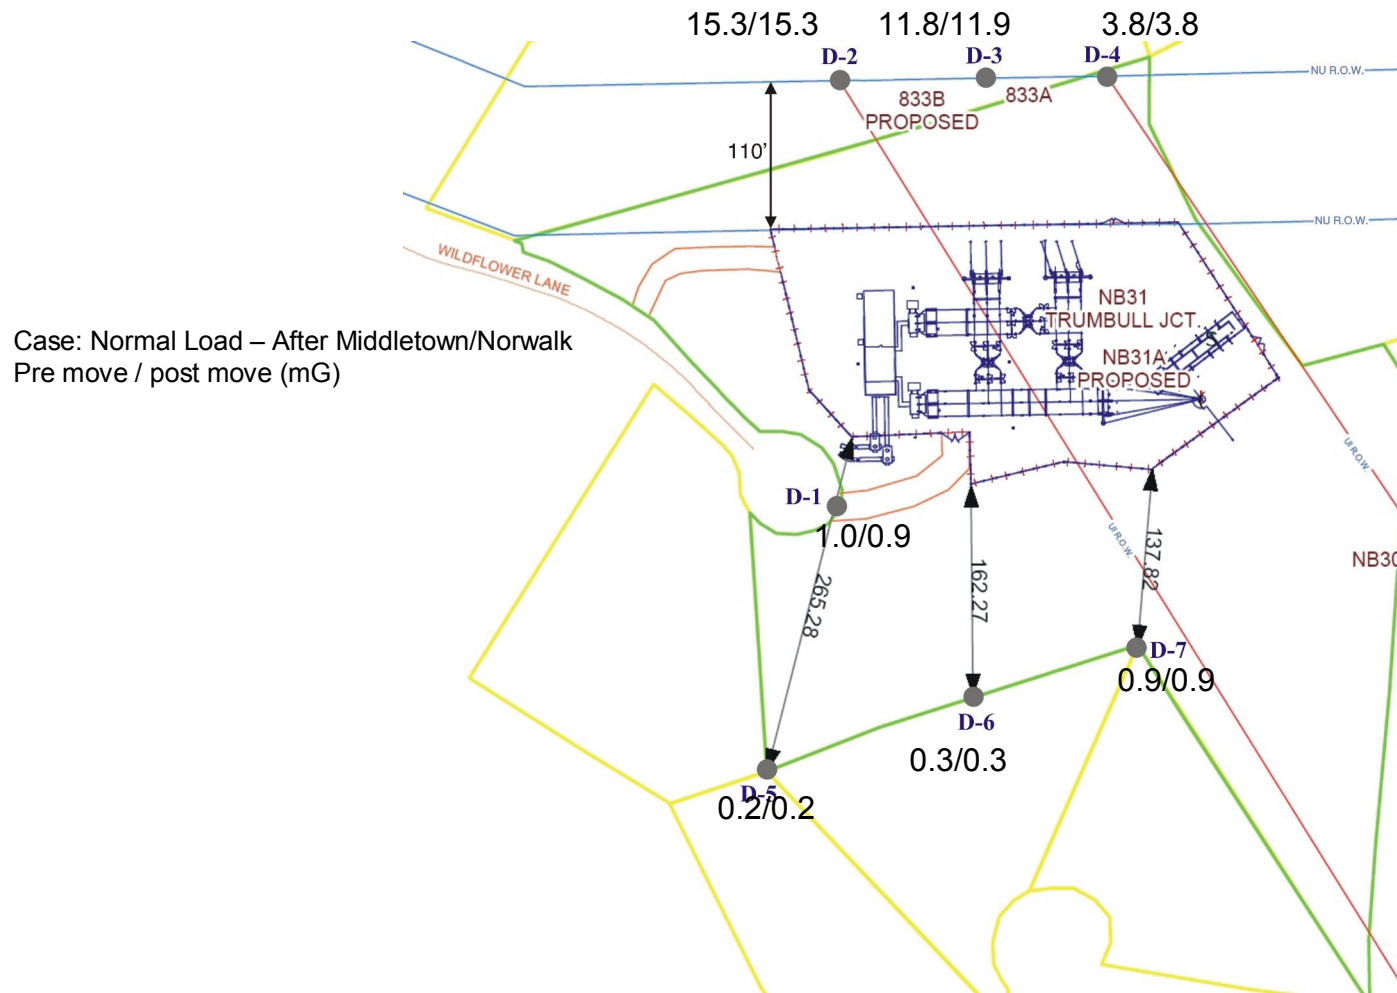 15.3/15.3
11.8/11.9
3.8/3.8
D-2
D-3
D-4
NU R.O.W.
833B
PROPOSED
833A
110'
NU R.O.W.
WILDFLOWER LANE
NB31
TRUMBULL JCT.
NB31A
PROPOSED
Case: Normal Load – After Middletown/Norwalk
Pre move / post move (mG)
UI R.O.W.
D-1
1.0/0.9
UI R.O.W.
137.82
NB30
265.28
162.27
D-7
0.9/0.9
D-6
0.3/0.3
D-5
0.2/0.2